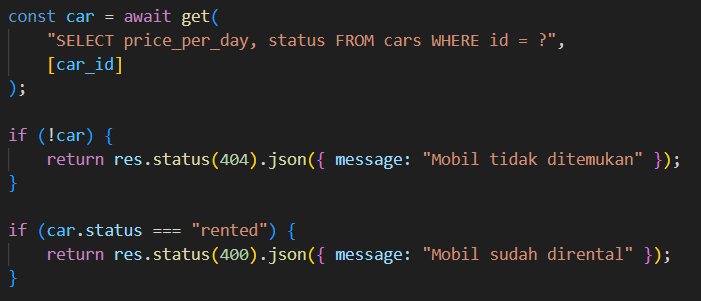 const car = await get(
    "SELECT price_per_day, status FROM cars WHERE id = ?",
    [car_id]
);

if (!car) {
    return res.status(404).json({ message: "Mobil tidak ditemukan" });
}

if (car.status === "rented") {
    return res.status(400).json({ message: "Mobil sudah dirental" });
}